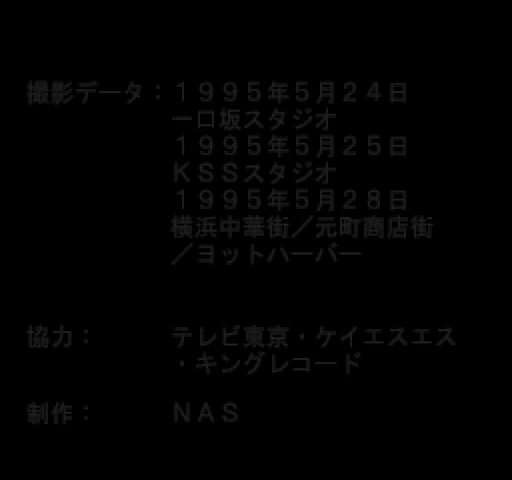 撮影データ：１９９５年５月２４日
一口坂スタジオ
１９９５年５月２５日
ＫＳＳスタジオ
１９９５年５月２８日
横浜中華街／元町商店街
／ヨットハーバー
協力：　テレビ東京・ケイエスエス
・キングレコード
制作：　ＮＡＳ